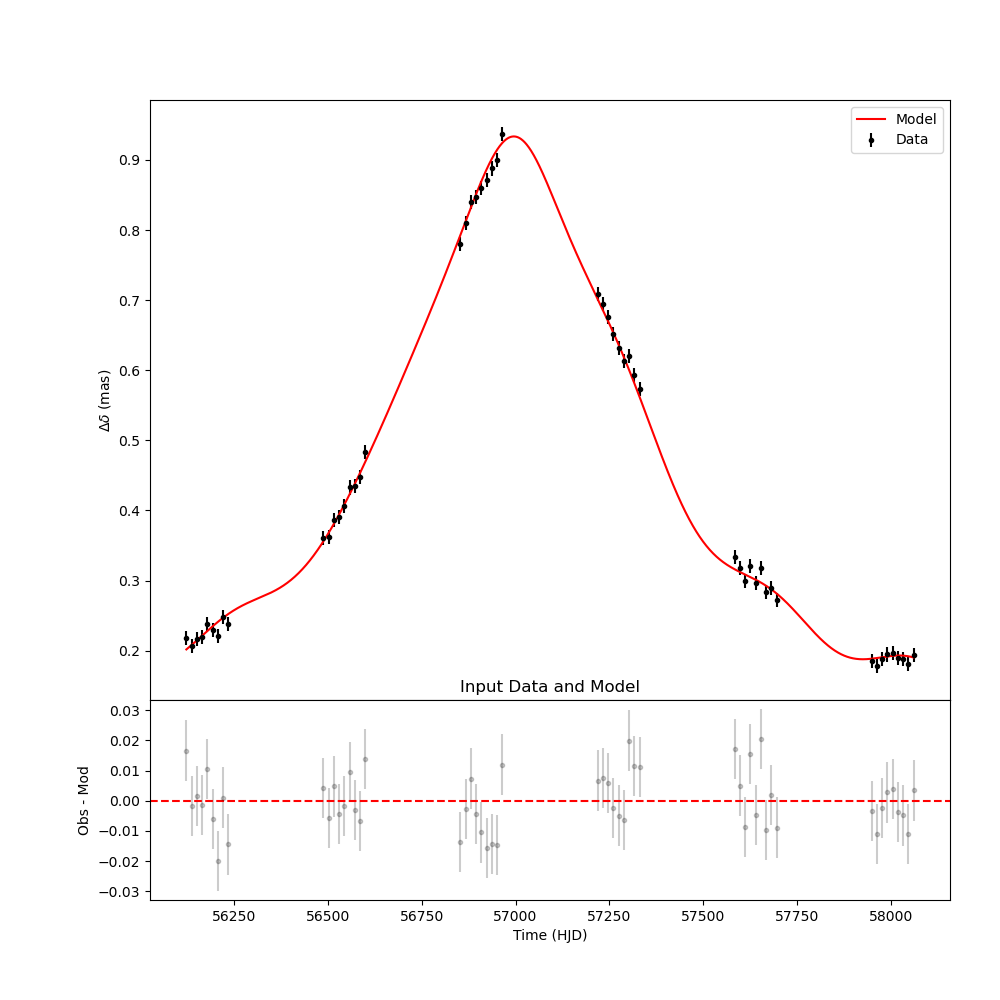 Model
Data
0.9
0.8
0.7
0.6
0.5
0.4
0.3
0.2
Δδ (mas)
Input Data and Model
0.03
0.02
0.01
0.00
−0.01
−0.02
−0.03
Obs - Mod
56250 56500 56750 57000 57250 57500 57750 58000
Time (HJD)